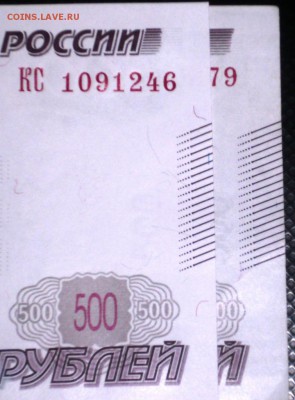 COINS.LAVE.RU
РОССИИ
КС 1091246 79
500 500 500
РУБЛЕЙ Й